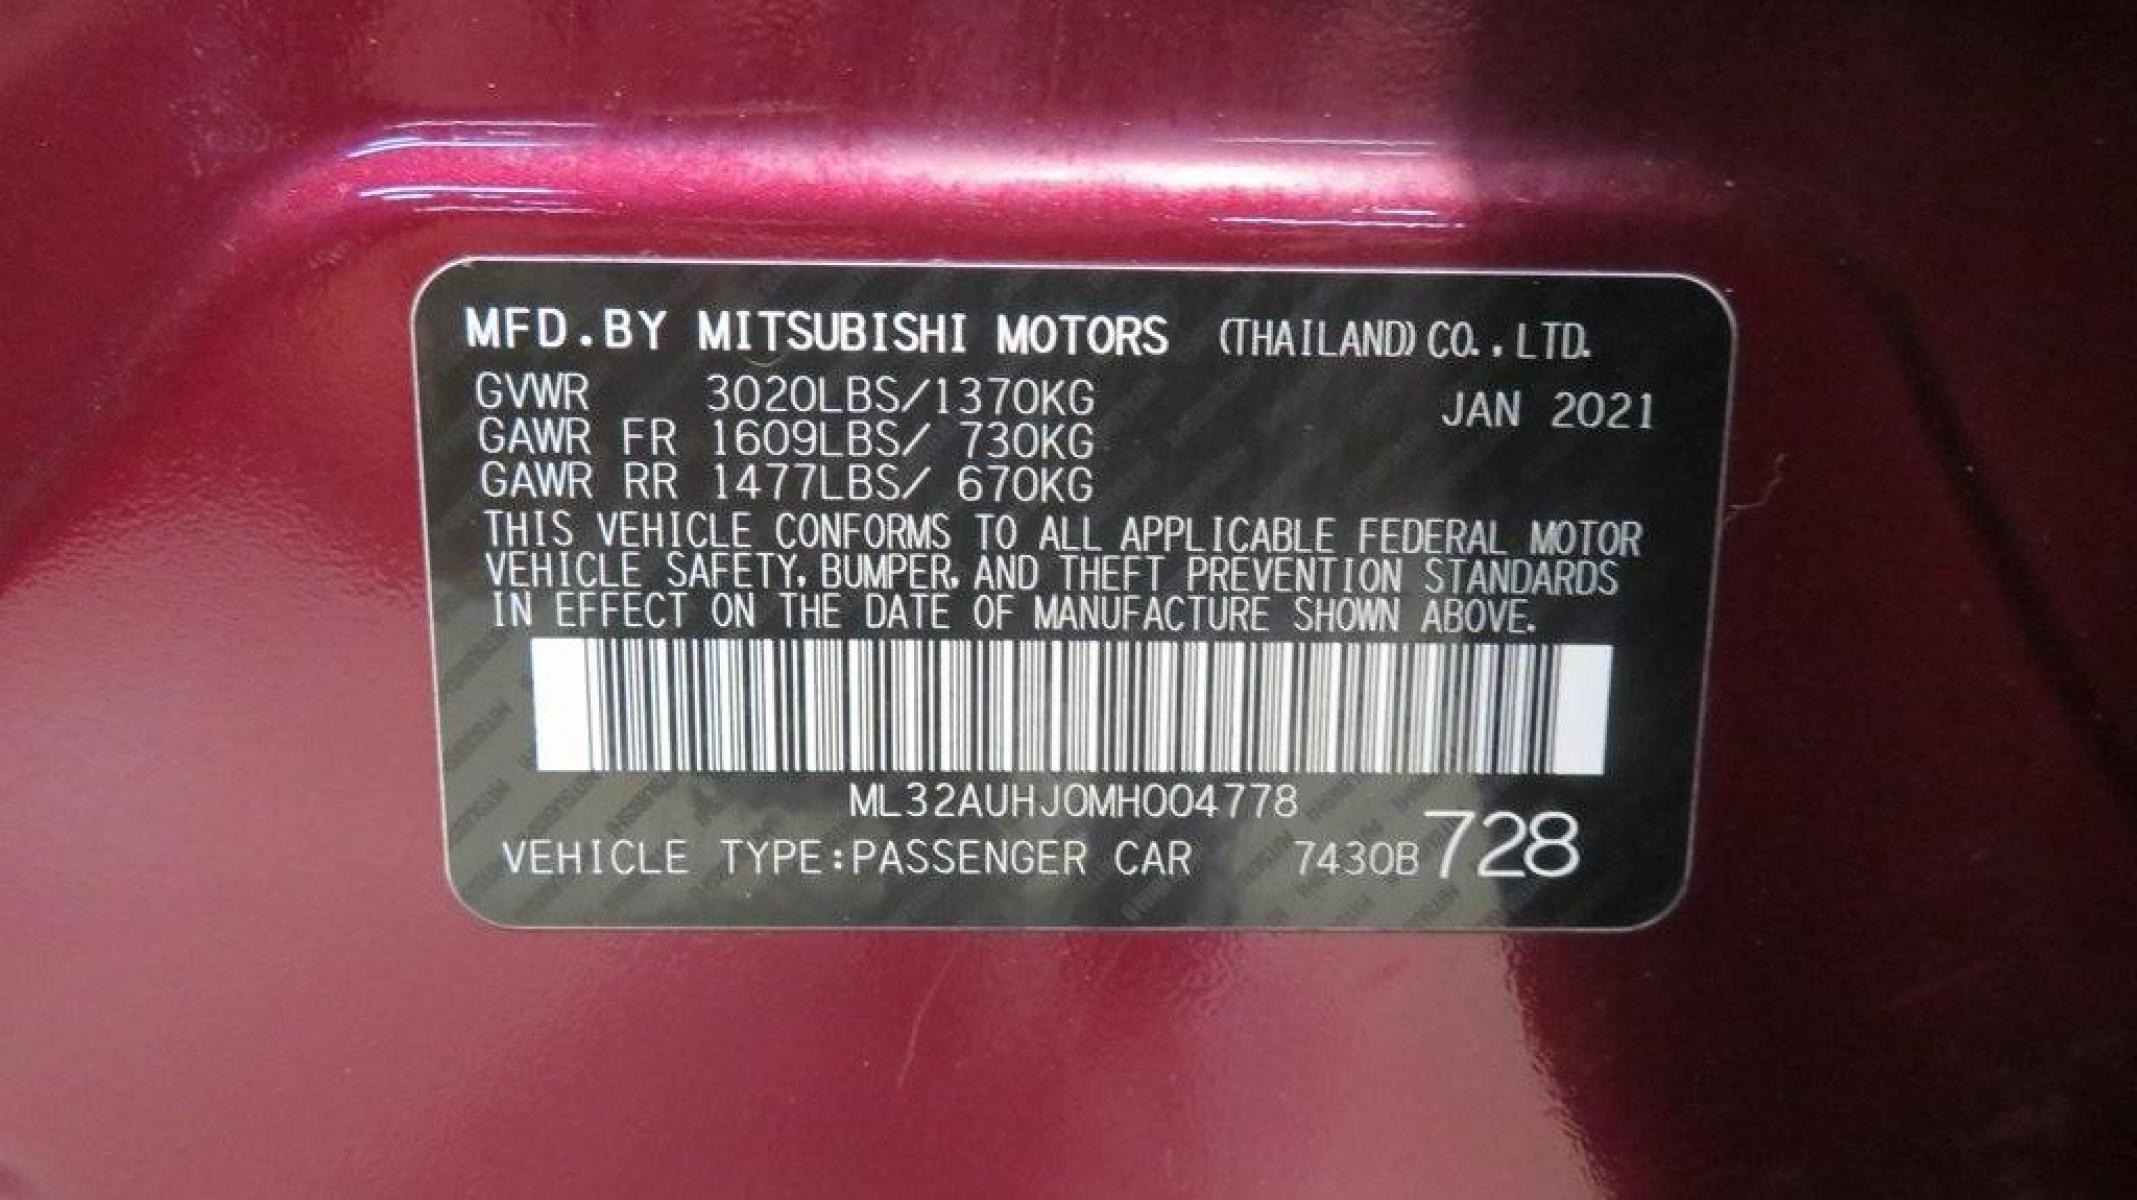 MFD.BY MITSUBISHI MOTORS (THAILAND) CO., LTD.
GVWR 3020LBS/1370KG JAN 2021
GAWR FR 1609LBS/ 730KG
GAWR RR 1477LBS/ 670KG
THIS VEHICLE CONFORMS TO ALL APPLICABLE FEDERAL MOTOR
VEHICLE SAFETY, BUMPER, AND THEFT PREVENTION STANDARDS
IN EFFECT ON THE DATE OF MANUFACTURE SHOWN ABOVE.
ML32AUHJ0MH004778
VEHICLE TYPE:PASSENGER CAR 7430B 728